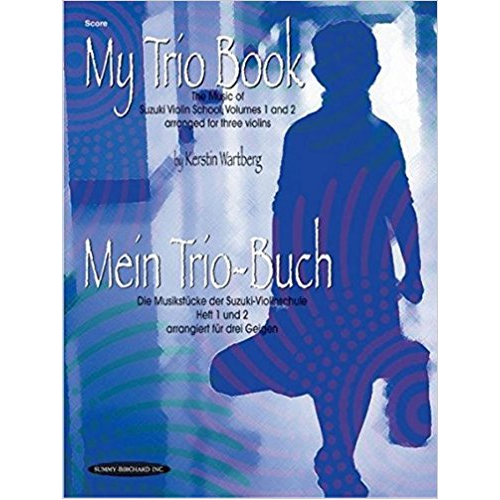 Score
My Trio Book
The Music of
Suzuki Violin School, Volumes 1 and 2
arranged for three violins
by Kerstin Wartberg
Mein Trio-Buch
Die Musikstücke der Suzuki-Violinschule
Heft 1 und 2
arrangiert für drei Geigen
SUMMY-BIRCHARD INC.